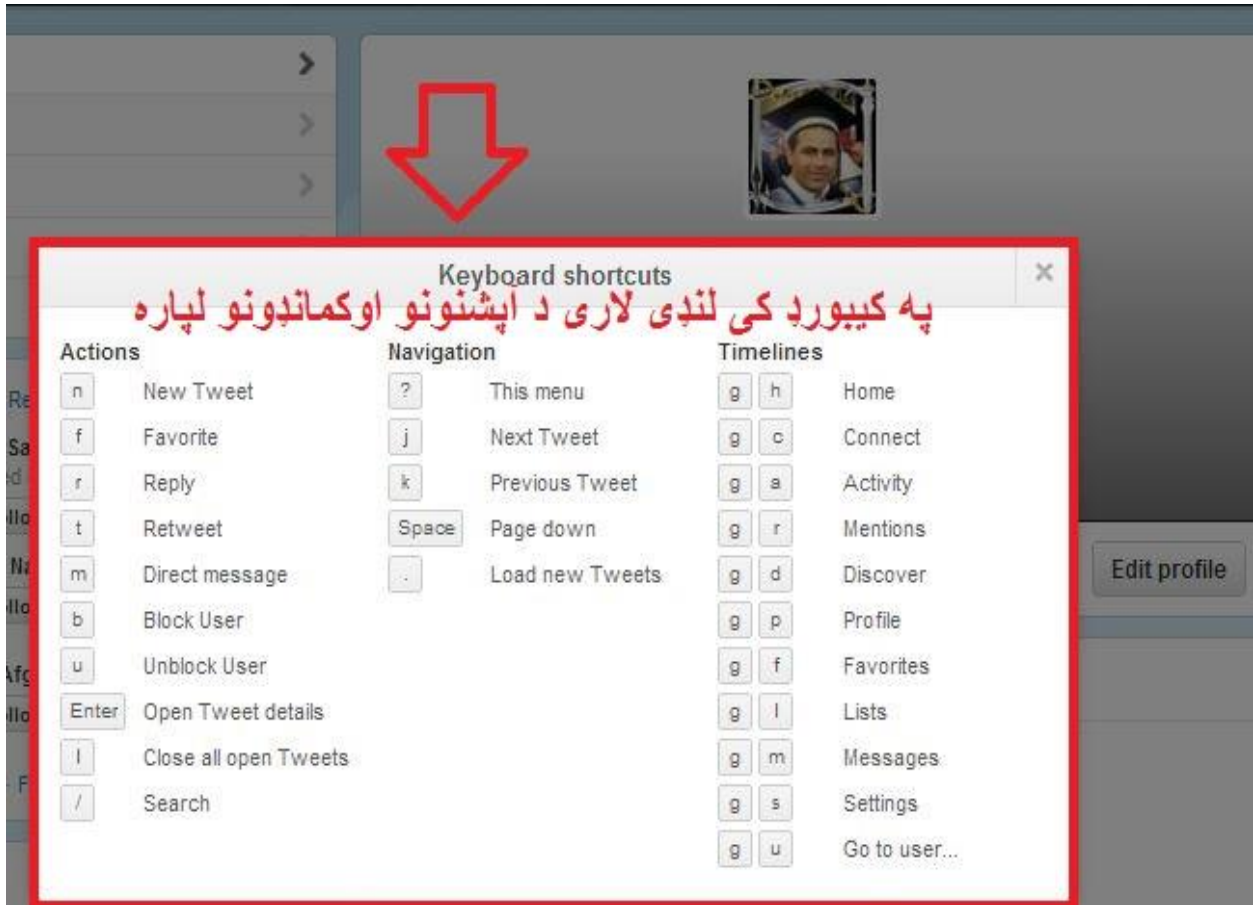 Keyboard shortcuts ×
په کیبورډ کی لنډی لاری د آپشنونو اوکمانډونو لپاره
Actions Navigation Timelines
n New Tweet ? This menu g h Home
f Favorite j Next Tweet g c Connect
r Reply k Previous Tweet g a Activity
t Retweet Space Page down g r Mentions
m Direct message . Load new Tweets g d Discover
b Block User g p Profile
u Unblock User g f Favorites
Enter Open Tweet details g l Lists
l Close all open Tweets g m Messages
/ Search g s Settings
g u Go to user...
Edit profile